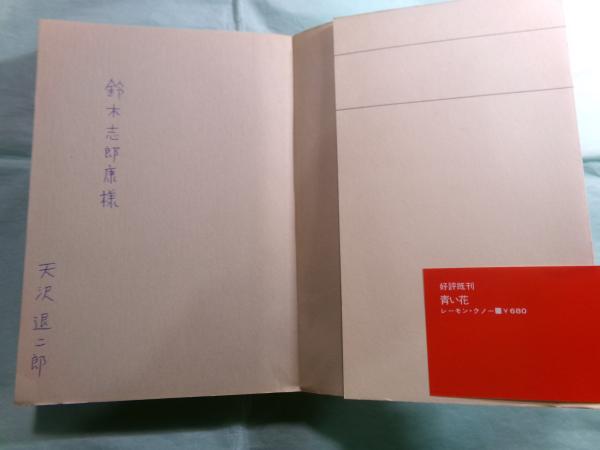 鈴木志郎康様
天沢退二郎
好評既刊
青い花
レーモン・クノー■¥680